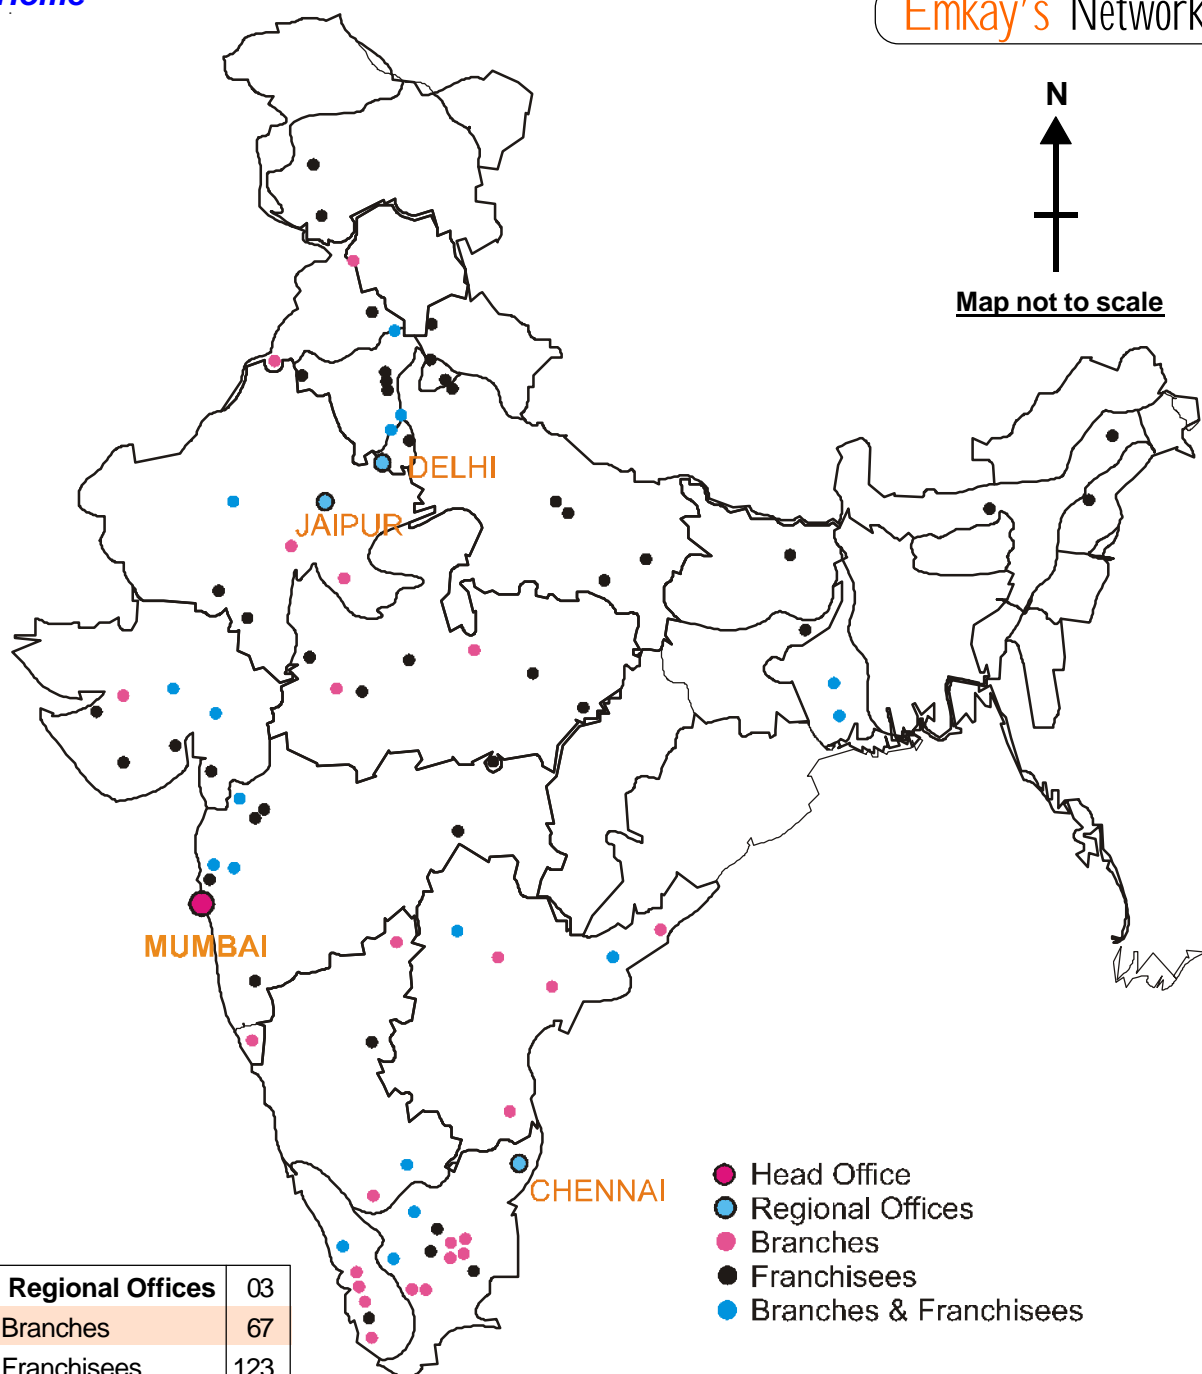 Home
Emkay's Network
N
Map not to scale
DELHI
JAIPUR
MUMBAI
CHENNAI
Head Office
Regional Offices
Branches
Franchisees
Branches & Franchisees
Regional Offices 03
Branches 67
Franchisees 123